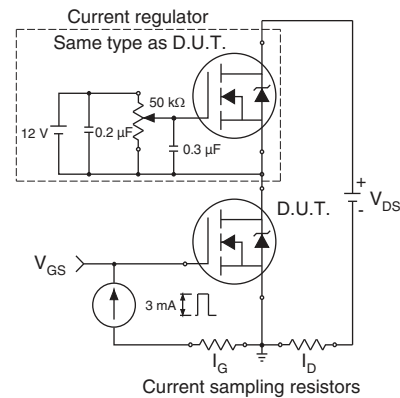 Current regulator
Same type as D.U.T.
50 kΩ
12 V
0.2 μF
0.3 μF
D.U.T.
+
V_DS
-
V_GS
3 mA
I_G
I_D
Current sampling resistors